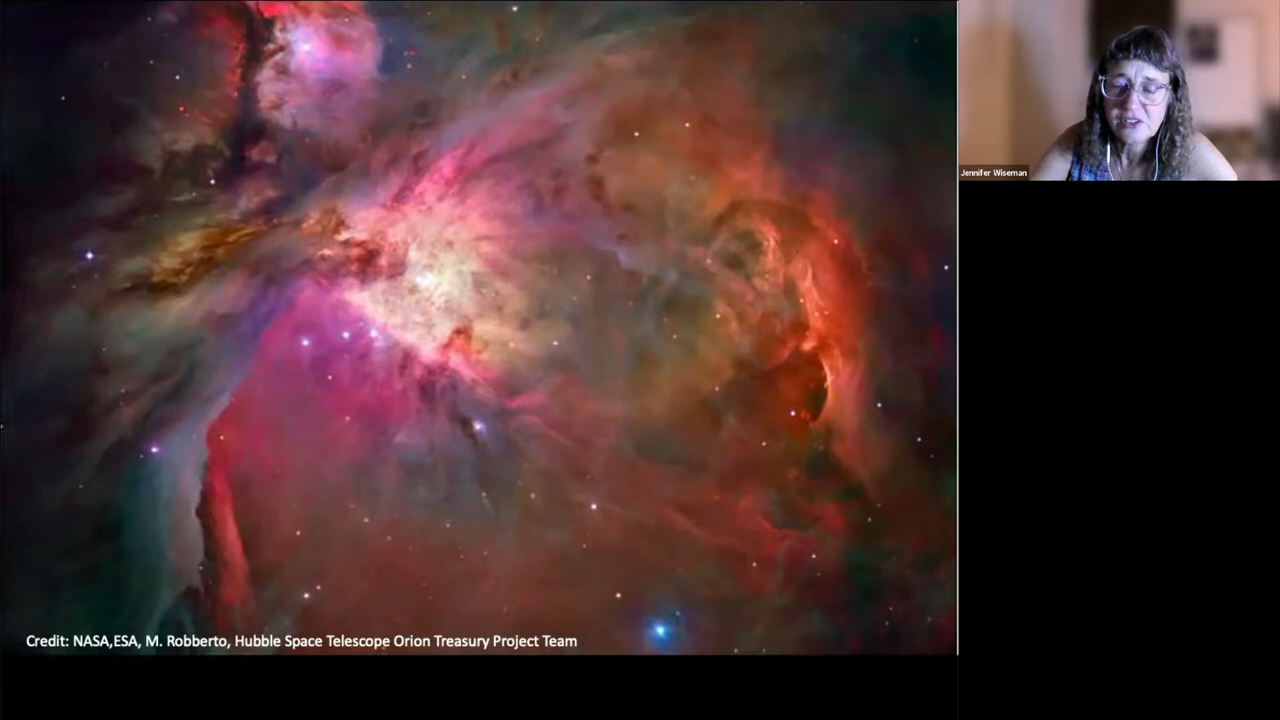 Jennifer Wiseman
Credit: NASA,ESA, M. Robberto, Hubble Space Telescope Orion Treasury Project Team